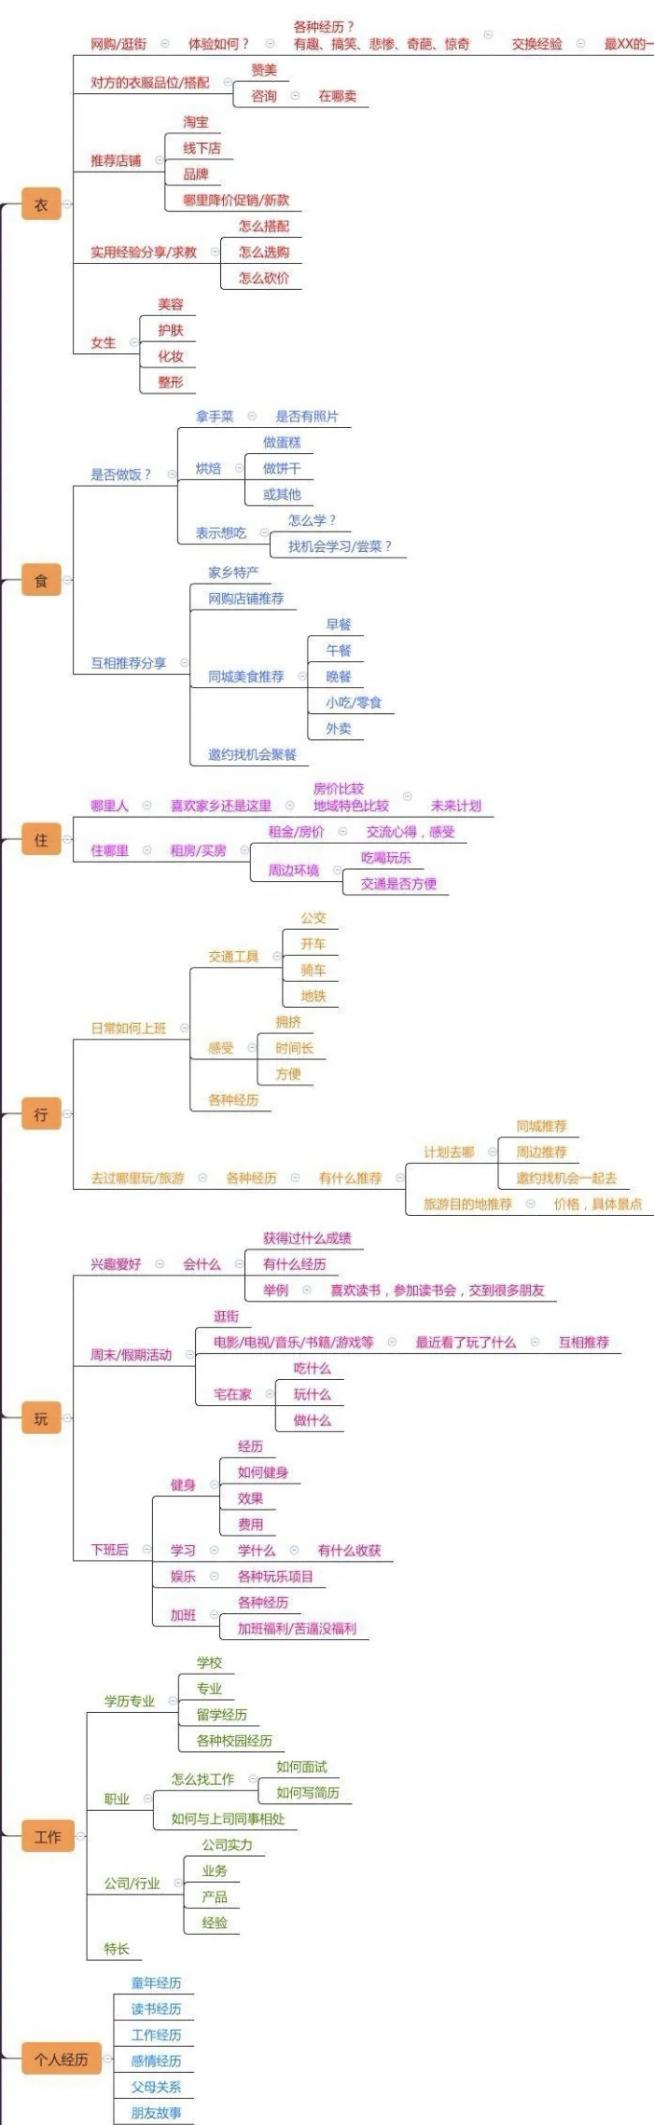 衣
网购/逛街
体验如何？
各种经历？
有趣、搞笑、悲惨、奇葩、惊奇
交换经验
最XX的一
对方的衣服品位/搭配
赞美
咨询
在哪卖
推荐店铺
淘宝
线下店
品牌
哪里降价促销/新款
实用经验分享/求教
怎么搭配
怎么选购
怎么砍价
女生
美容
护肤
化妆
整形
食
是否做饭？
拿手菜
是否有照片
烘焙
做蛋糕
做饼干
或其他
表示想吃
怎么学？
找机会学习/尝菜？
互相推荐分享
家乡特产
网购店铺推荐
同城美食推荐
早餐
午餐
晚餐
小吃/零食
外卖
邀约找机会聚餐
住
哪里人
喜欢家乡还是这里
房价比较
地域特色比较
未来计划
住哪里
租房/买房
租金/房价
交流心得，感受
周边环境
吃喝玩乐
交通是否方便
行
日常如何上班
交通工具
公交
开车
骑车
地铁
感受
拥挤
时间长
方便
各种经历
去过哪里玩/旅游
各种经历
有什么推荐
计划去哪
同城推荐
周边推荐
邀约找机会一起去
旅游目的地推荐
价格，具体景点
玩
兴趣爱好
会什么
获得过什么成绩
有什么经历
举例
喜欢读书，参加读书会，交到很多朋友
周末/假期活动
逛街
电影/电视/音乐/书籍/游戏等
最近看了玩了什么
互相推荐
宅在家
吃什么
玩什么
做什么
下班后
健身
经历
如何健身
效果
费用
学习
学什么
有什么收获
娱乐
各种玩乐项目
加班
各种经历
加班福利/苦逼没福利
工作
学历专业
学校
专业
留学经历
各种校园经历
职业
怎么找工作
如何面试
如何写简历
如何与上司同事相处
公司/行业
公司实力
业务
产品
经验
特长
个人经历
童年经历
读书经历
工作经历
感情经历
父母关系
朋友故事